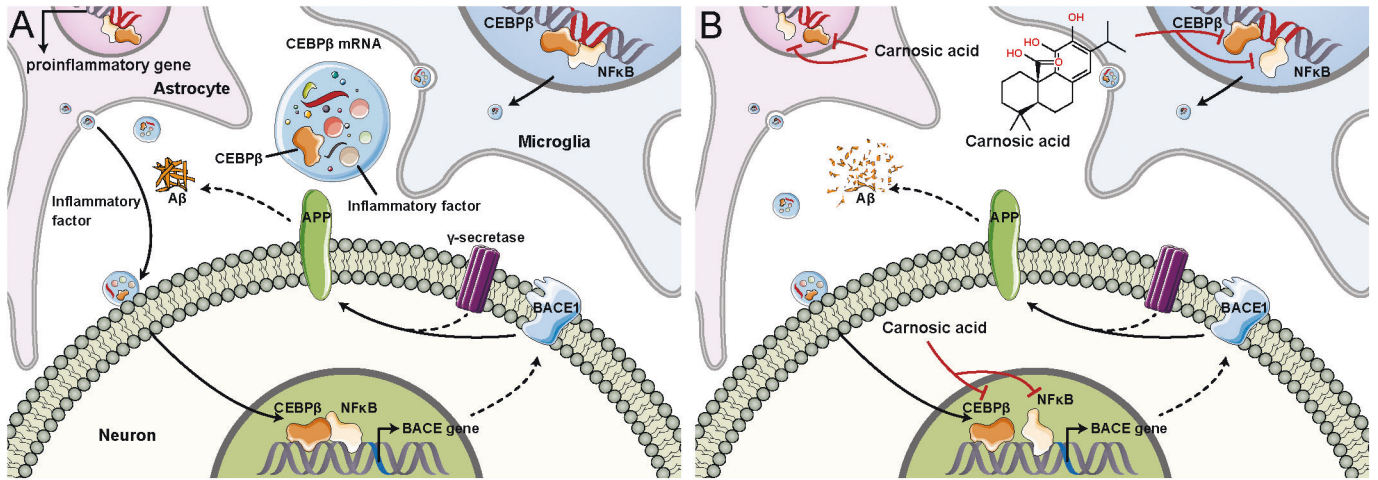 A
proinflammatory gene
Astrocyte
CEBPβ mRNA
CEBPβ
NFκB
Microglia
CEBPβ
Inflammatory factor
Aβ
Inflammatory
factor
APP
γ-secretase
BACE1
CEBPβ
NFκB
BACE gene
Neuron
B
Carnosic acid
OH
HO
HO
O
Carnosic acid
CEBPβ
NFκB
Aβ
APP
BACE1
Carnosic acid
CEBPβ
NFκB
BACE gene